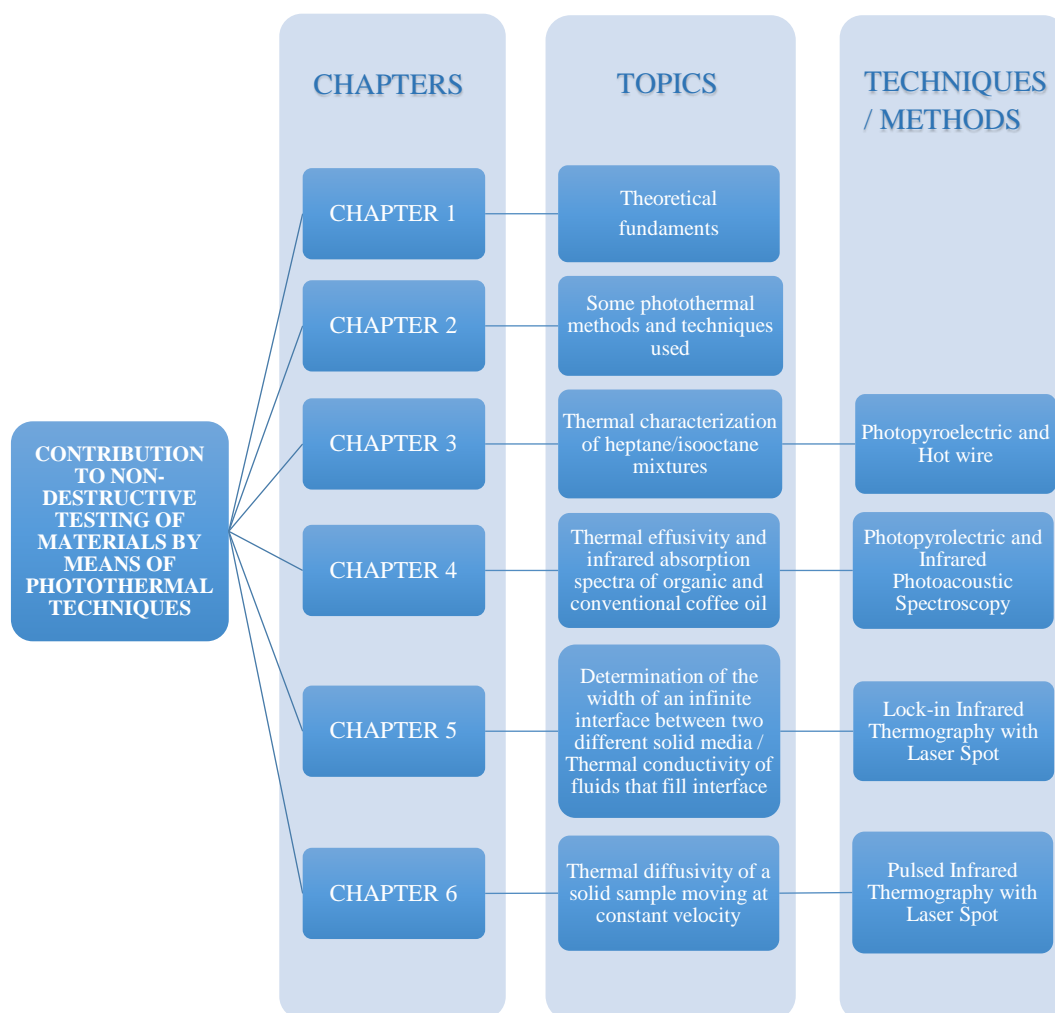 CHAPTERS
TOPICS
TECHNIQUES
/ METHODS
CONTRIBUTION
TO NON-
DESTRUCTIVE
TESTING OF
MATERIALS BY
MEANS OF
PHOTOTHERMAL
TECHNIQUES
CHAPTER 1
Theoretical
fundaments
CHAPTER 2
Some photothermal
methods and techniques
used
CHAPTER 3
Thermal characterization
of heptane/isooctane
mixtures
Photopyroelectric and
Hot wire
CHAPTER 4
Thermal effusivity and
infrared absorption
spectra of organic and
conventional coffee oil
Photopyrolectric and
Infrared
Photoacoustic
Spectroscopy
CHAPTER 5
Determination of the
width of an infinite
interface between two
different solid media /
Thermal conductivity of
fluids that fill interface
Lock-in Infrared
Thermography with
Laser Spot
CHAPTER 6
Thermal diffusivity of a
solid sample moving at
constant velocity
Pulsed Infrared
Thermography with
Laser Spot